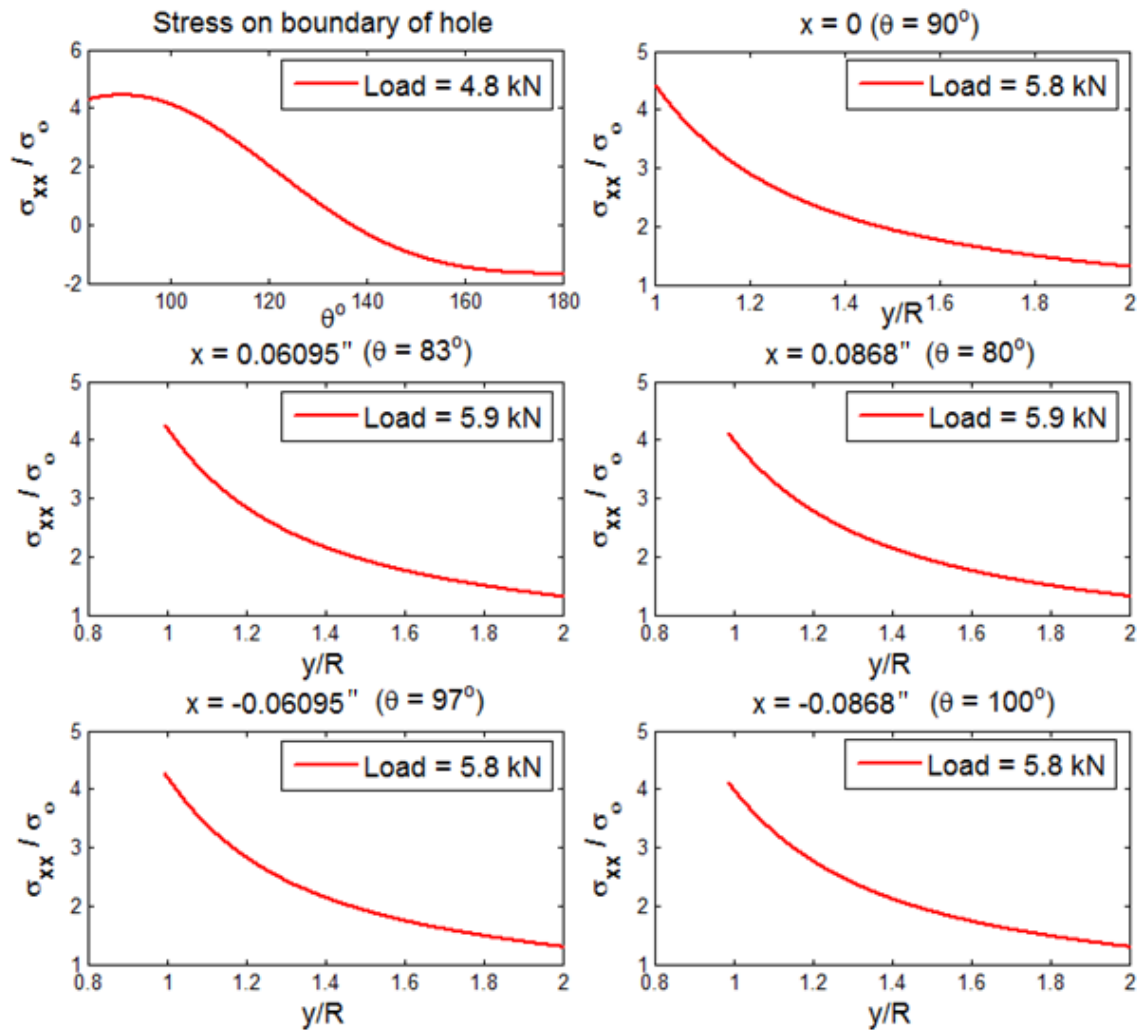 Stress on boundary of hole
6
4
2
0
-2
σxx / σo
Load = 4.8 kN
100 120 140 160 180
θo
x = 0 (θ = 90o)
5
4
3
2
1
σxx / σo
Load = 5.8 kN
1 1.2 1.4 1.6 1.8 2
y/R
x = 0.06095" (θ = 83o)
5
4
3
2
1
σxx / σo
Load = 5.9 kN
0.8 1 1.2 1.4 1.6 1.8 2
y/R
x = 0.0868" (θ = 80o)
5
4
3
2
1
σxx / σo
Load = 5.9 kN
0.8 1 1.2 1.4 1.6 1.8 2
y/R
x = -0.06095" (θ = 97o)
5
4
3
2
1
σxx / σo
Load = 5.8 kN
0.8 1 1.2 1.4 1.6 1.8 2
y/R
x = -0.0868" (θ = 100o)
5
4
3
2
1
σxx / σo
Load = 5.8 kN
0.8 1 1.2 1.4 1.6 1.8 2
y/R